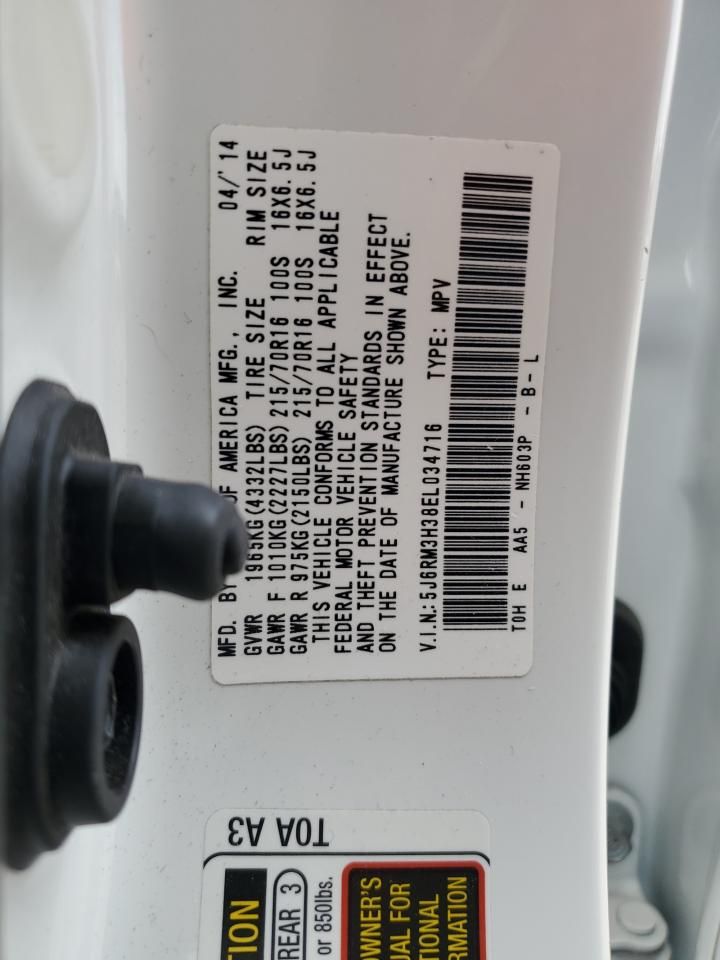 MFD. BY OF AMERICA MFG., INC. 04/'14
GVWR 1965KG(4332LBS) TIRE SIZE RIM SIZE
GAWR F 1010KG(2227LBS) 215/70R16 100S 16X6.5J
GAWR R 975KG(2150LBS) 215/70R16 100S 16X6.5J
THIS VEHICLE CONFORMS TO ALL APPLICABLE
FEDERAL MOTOR VEHICLE SAFETY
AND THEFT PREVENTION STANDARDS IN EFFECT
ON THE DATE OF MANUFACTURE SHOWN ABOVE.
V.I.N.: 5J6RM3H38EL034716 TYPE: MPV
T0H E AA5 - NH603P - B - L
T0A A3
TION
REAR 3
or 850lbs.
OWNER'S
UAL FOR
TIONAL
RMATION